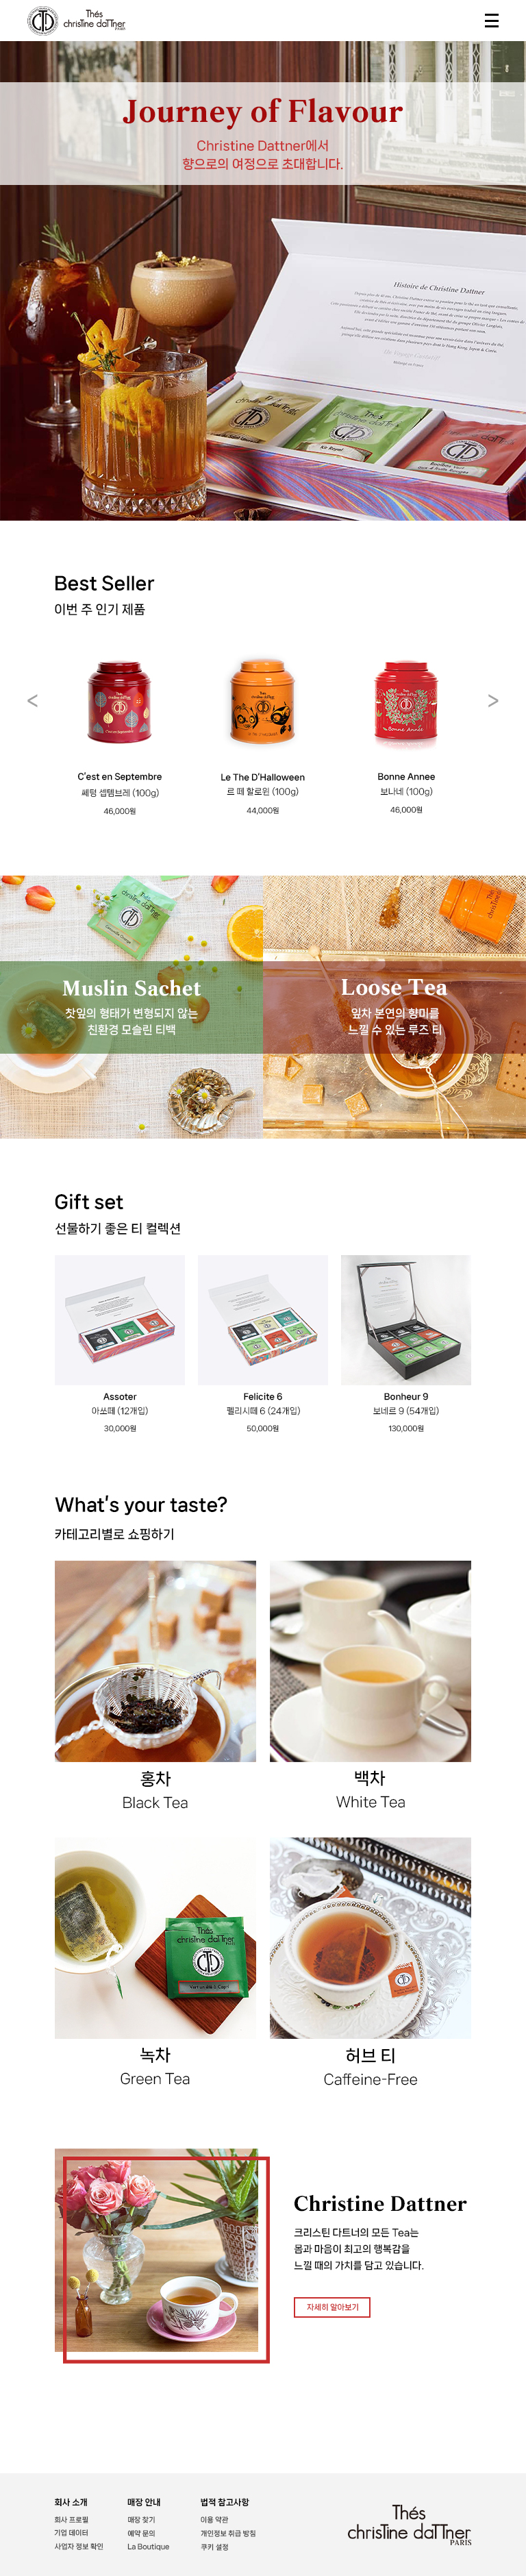 CTD
Thés
christine dattner
PARIS
Journey of Flavour
Christine Dattner에서
향으로의 여정으로 초대합니다.
Histoire de Christine Dattner
Best Seller
이번 주 인기 제품
<
>
C'est en Septembre
쎄텅 셉템브레 (100g)
46,000원
Le The D'Halloween
르 떼 할로윈 (100g)
44,000원
Bonne Annee
보나네 (100g)
46,000원
Muslin Sachet
찻잎의 형태가 변형되지 않는
친환경 모슬린 티백
Loose Tea
잎차 본연의 향미를
느낄 수 있는 루즈 티
Gift set
선물하기 좋은 티 컬렉션
Assoter
아쏘떼 (12개입)
30,000원
Felicite 6
펠리시떼 6 (24개입)
50,000원
Bonheur 9
보네르 9 (54개입)
130,000원
What's your taste?
카테고리별로 쇼핑하기
홍차
Black Tea
백차
White Tea
Thés
christine dattner
PARIS
CTD
녹차
Green Tea
허브 티
Caffeine-Free
Christine Dattner
크리스틴 다트너의 모든 Tea는
몸과 마음이 최고의 행복감을
느낄 때의 가치를 담고 있습니다.
자세히 알아보기
회사 소개
회사 프로필
기업 데이터
사업자 정보 확인
매장 안내
매장 찾기
예약 문의
La Boutique
법적 참고사항
이용 약관
개인정보 취급 방침
쿠키 설정
Thés
christine dattner
PARIS